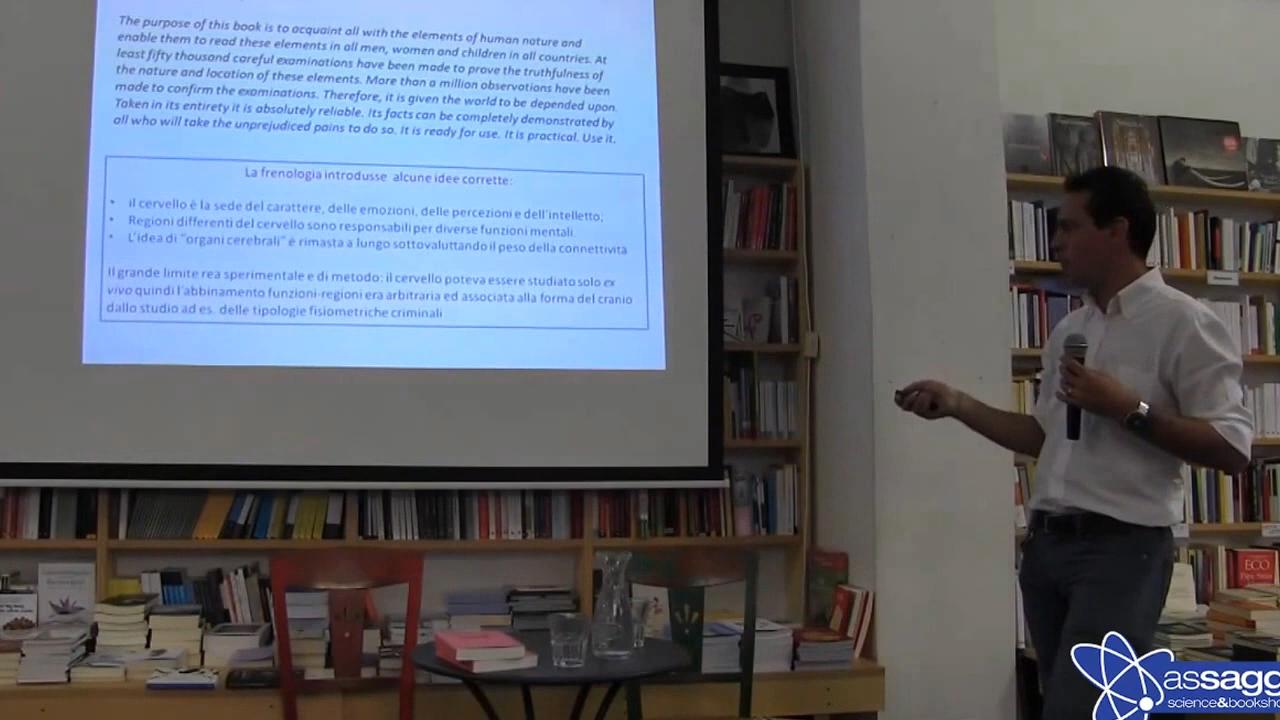 The purpose of this book is to acquaint all with the elements of human nature and
enable them to read these elements in all men, women and children in all countries. At
least fifty thousand careful examinations have been made to prove the truthfulness of
the nature and location of these elements. More than a million observations have been
made to confirm the examinations. Therefore, it is given the world to be depended upon.
Taken in its entirety it is absolutely reliable. Its facts can be completely demonstrated by
all who will take the unprejudiced pains to do so. It is ready for use. It is practical. Use it.
La frenologia introdusse alcune idee corrette:
• il cervello è la sede del carattere, delle emozioni, delle percezioni e dell'intelletto;
• Regioni differenti del cervello sono responsabili per diverse funzioni mentali.
• L'idea di "organi cerebrali" è rimasta a lungo sottovaluttando il peso della connettività
Il grande limite rea sperimentale e di metodo: il cervello poteva essere studiato solo ex
vivo quindi l'abbinamento funzioni-regioni era arbitraria ed associata alla forma del cranio
dallo studio ad es. delle tipologie fisiometriche criminali
ECO
assagg
science&booksho